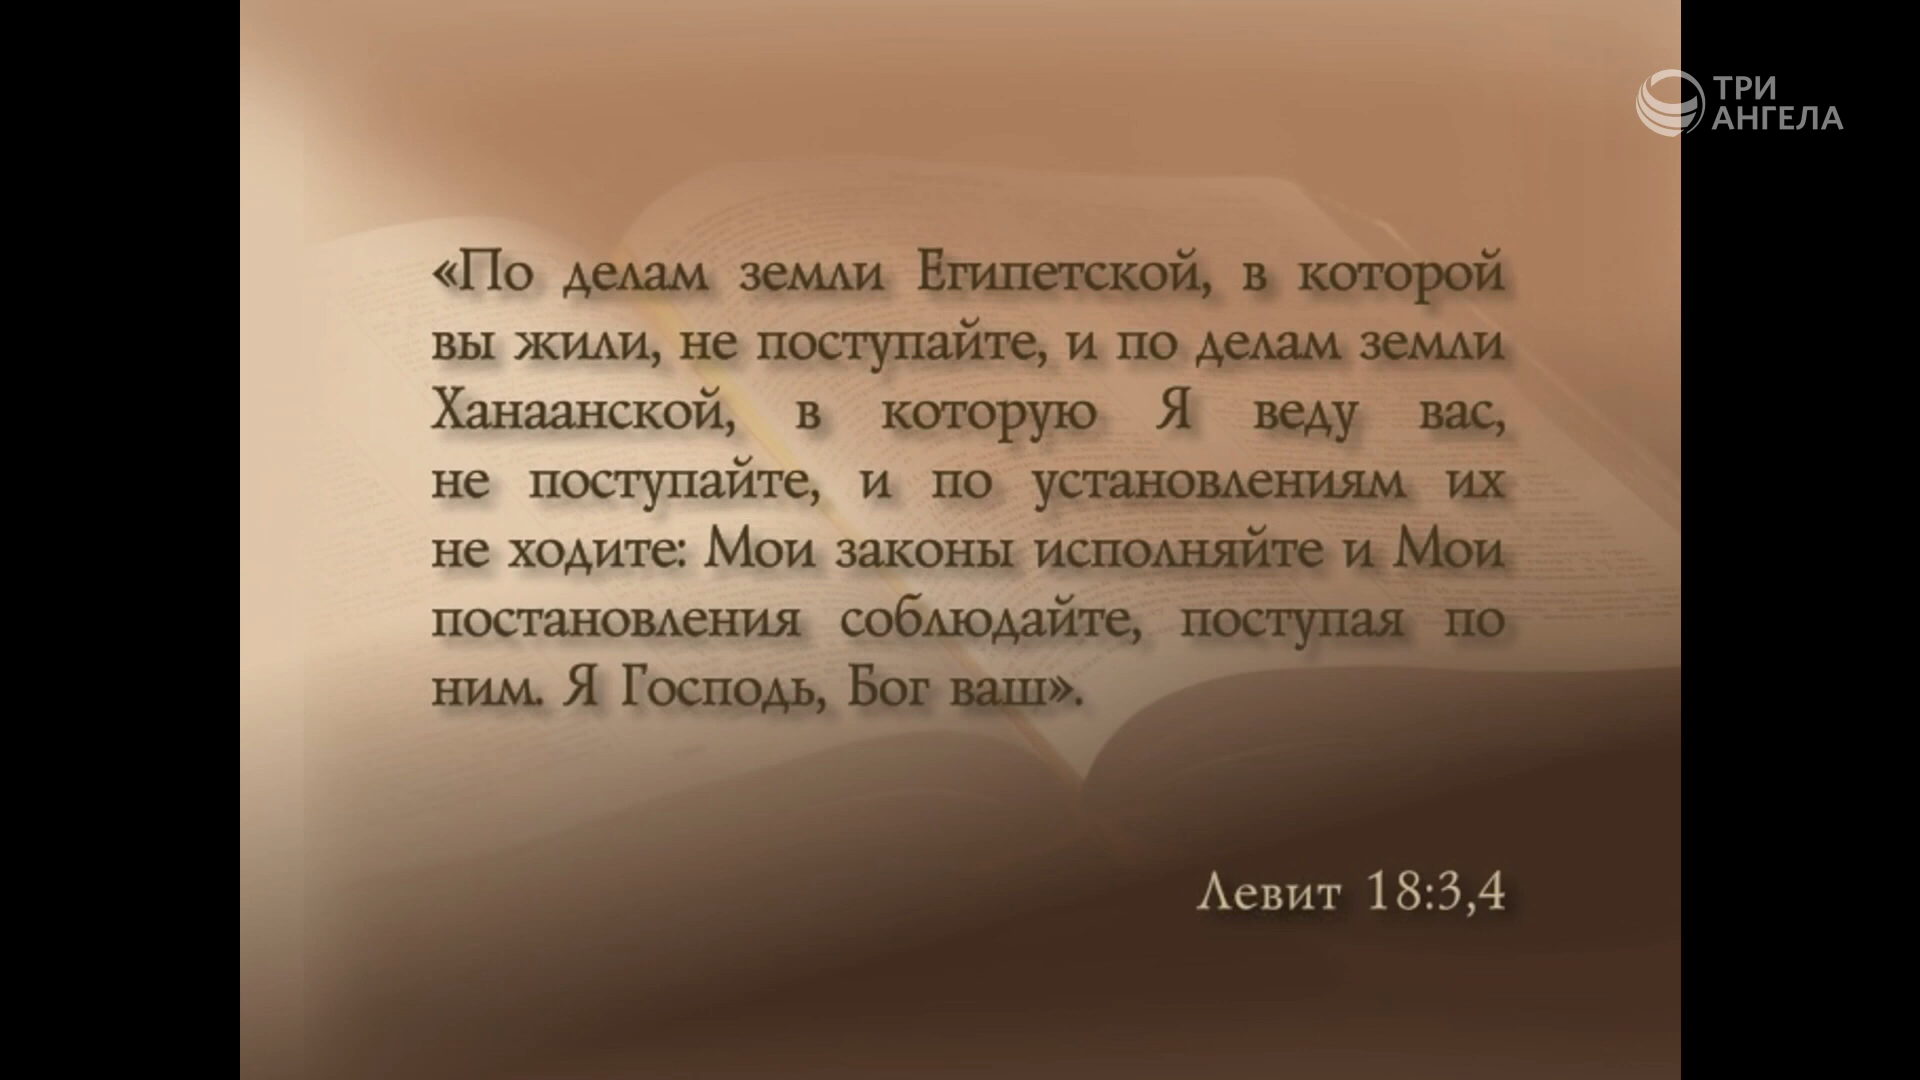 ТРИ
АНГЕЛА
«По делам земли Египетской, в которой
вы жили, не поступайте, и по делам земли
Ханаанской, в которую Я веду вас,
не поступайте, и по установлениям их
не ходите: Мои законы исполняйте и Мои
постановления соблюдайте, поступая по
ним. Я Господь, Бог ваш».
Левит 18:3,4